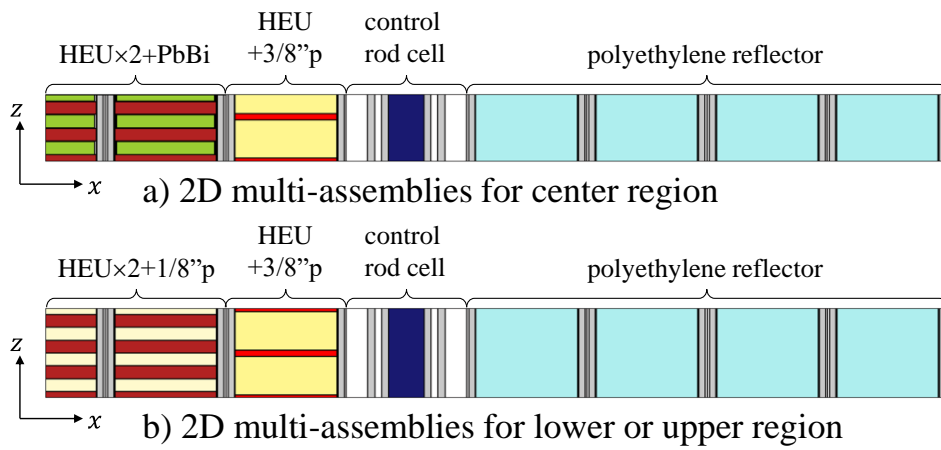 HEU
+3/8”p
control
rod cell
HEU×2+PbBi
polyethylene reflector
z
x
a) 2D multi-assemblies for center region
HEU
+3/8”p
control
rod cell
HEU×2+1/8”p
polyethylene reflector
z
x
b) 2D multi-assemblies for lower or upper region